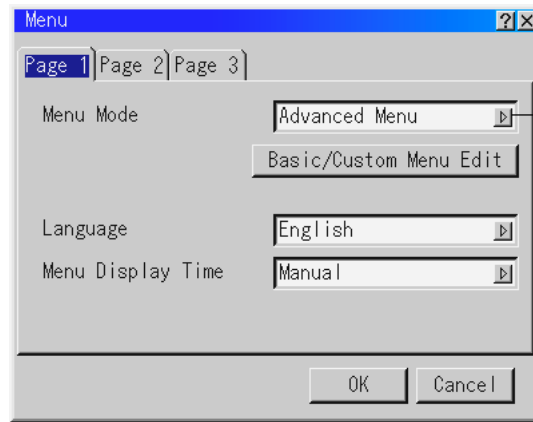 Menu ?
Page 1 Page 2 Page 3
Menu Mode Advanced Menu
Basic/Custom Menu Edit
Language English
Menu Display Time Manual
OK Cancel